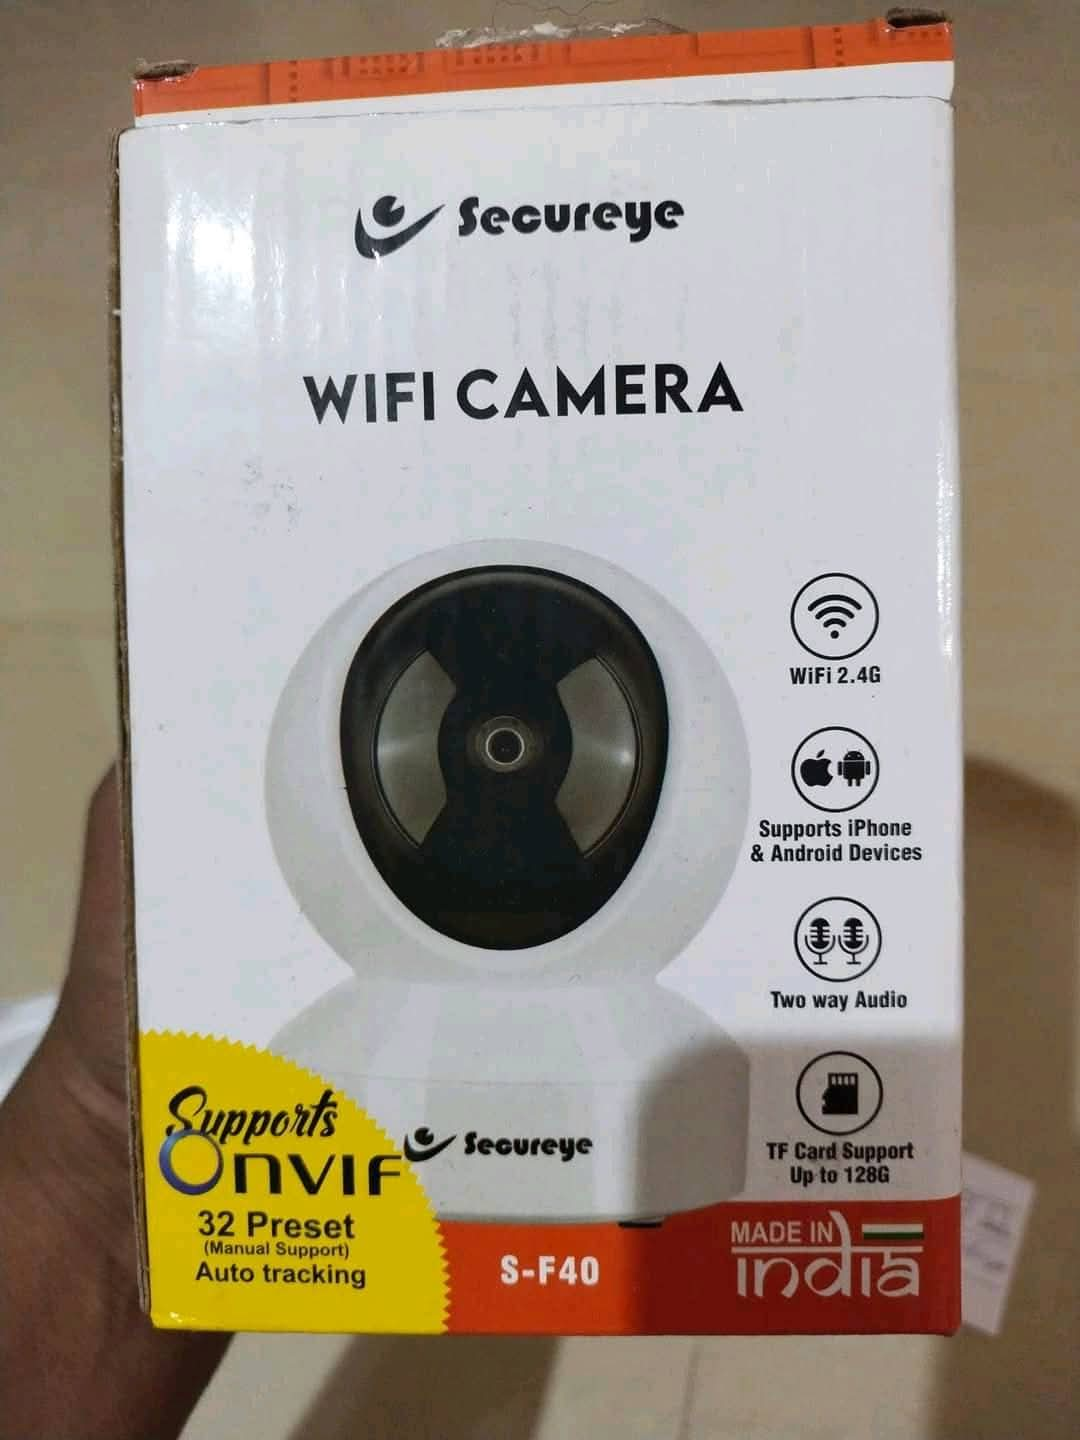 Secureye
WIFI CAMERA
WiFi 2.4G
Supports iPhone
& Android Devices
Two way Audio
TF Card Support
Up to 128G
Supports
ONVIF
32 Preset
(Manual Support)
Auto tracking
Secureye
S-F40
MADE IN
india